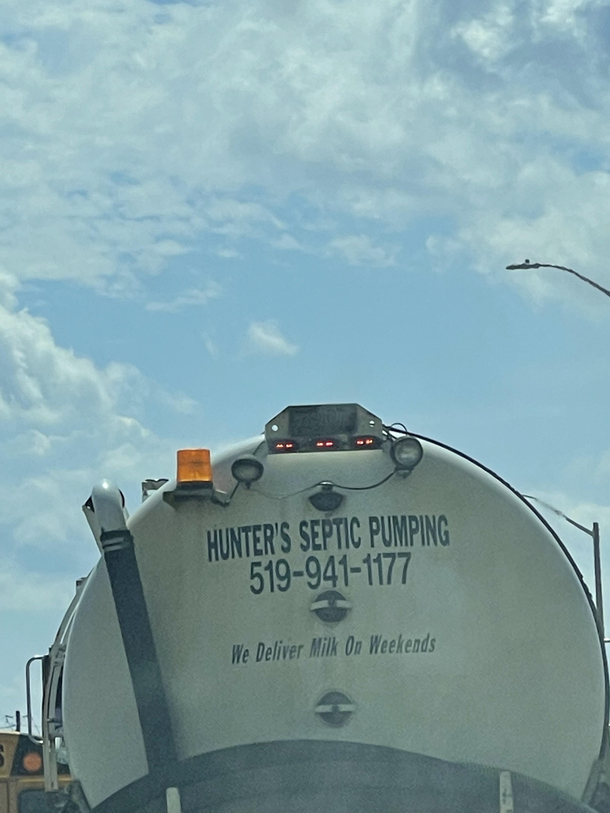 HUNTER'S SEPTIC PUMPING
519-941-1177
We Deliver Milk On Weekends